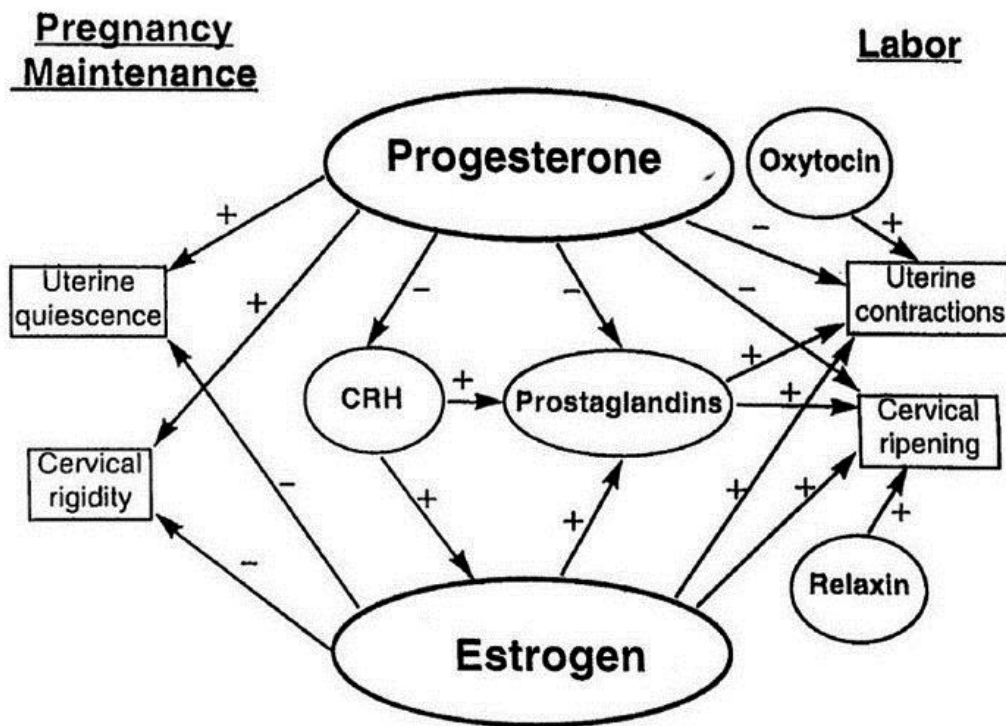 Pregnancy
Maintenance
Labor
Progesterone
Oxytocin
+
-
+
Uterine
quiescence
+
-
-
-
Uterine
contractions
+
CRH
+
Prostaglandins
+
Cervical
ripening
Cervical
rigidity
-
+
+
+
+
+
-
Relaxin
Estrogen